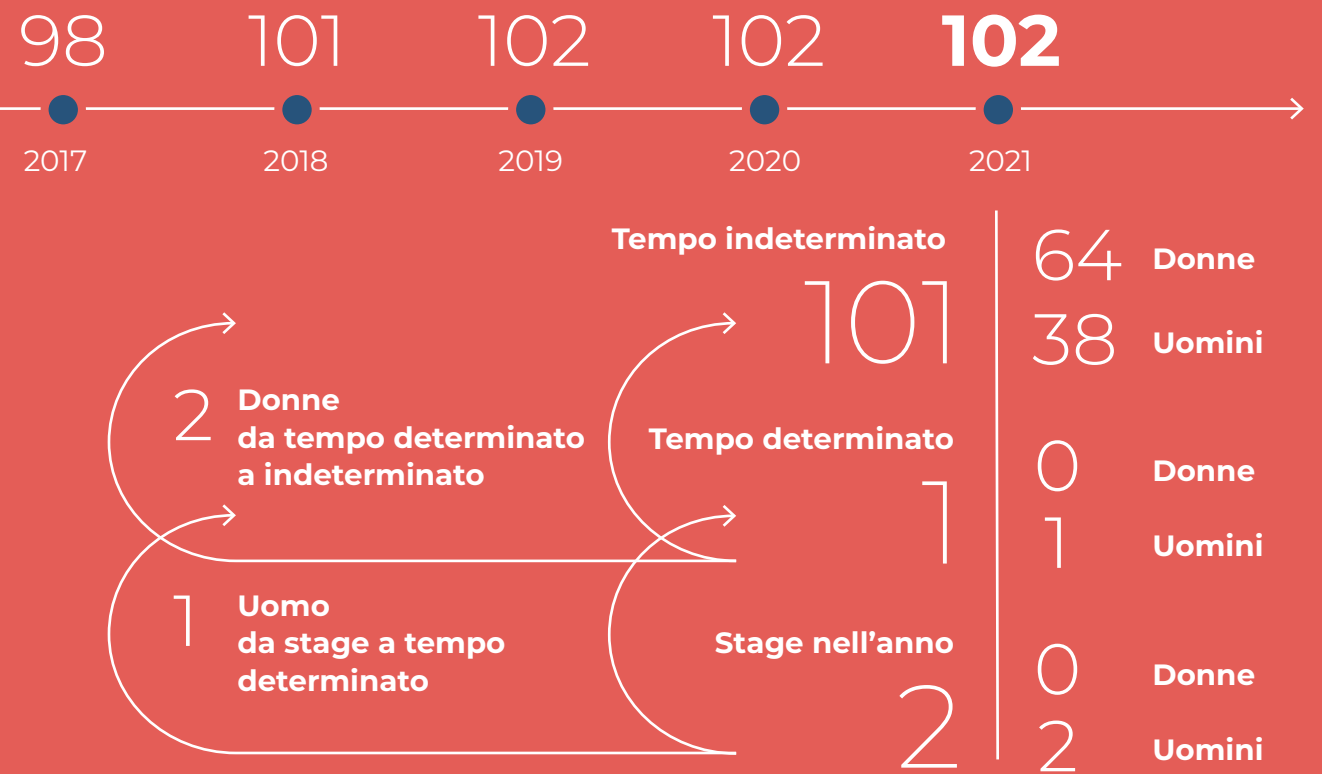 98 101 102 102 102
2017 2018 2019 2020 2021
Tempo indeterminato
101
64 Donne
38 Uomini
2 Donne
da tempo determinato
a indeterminato
Tempo determinato
1
0 Donne
1 Uomini
1 Uomo
da stage a tempo
determinato
Stage nell’anno
2
0 Donne
2 Uomini